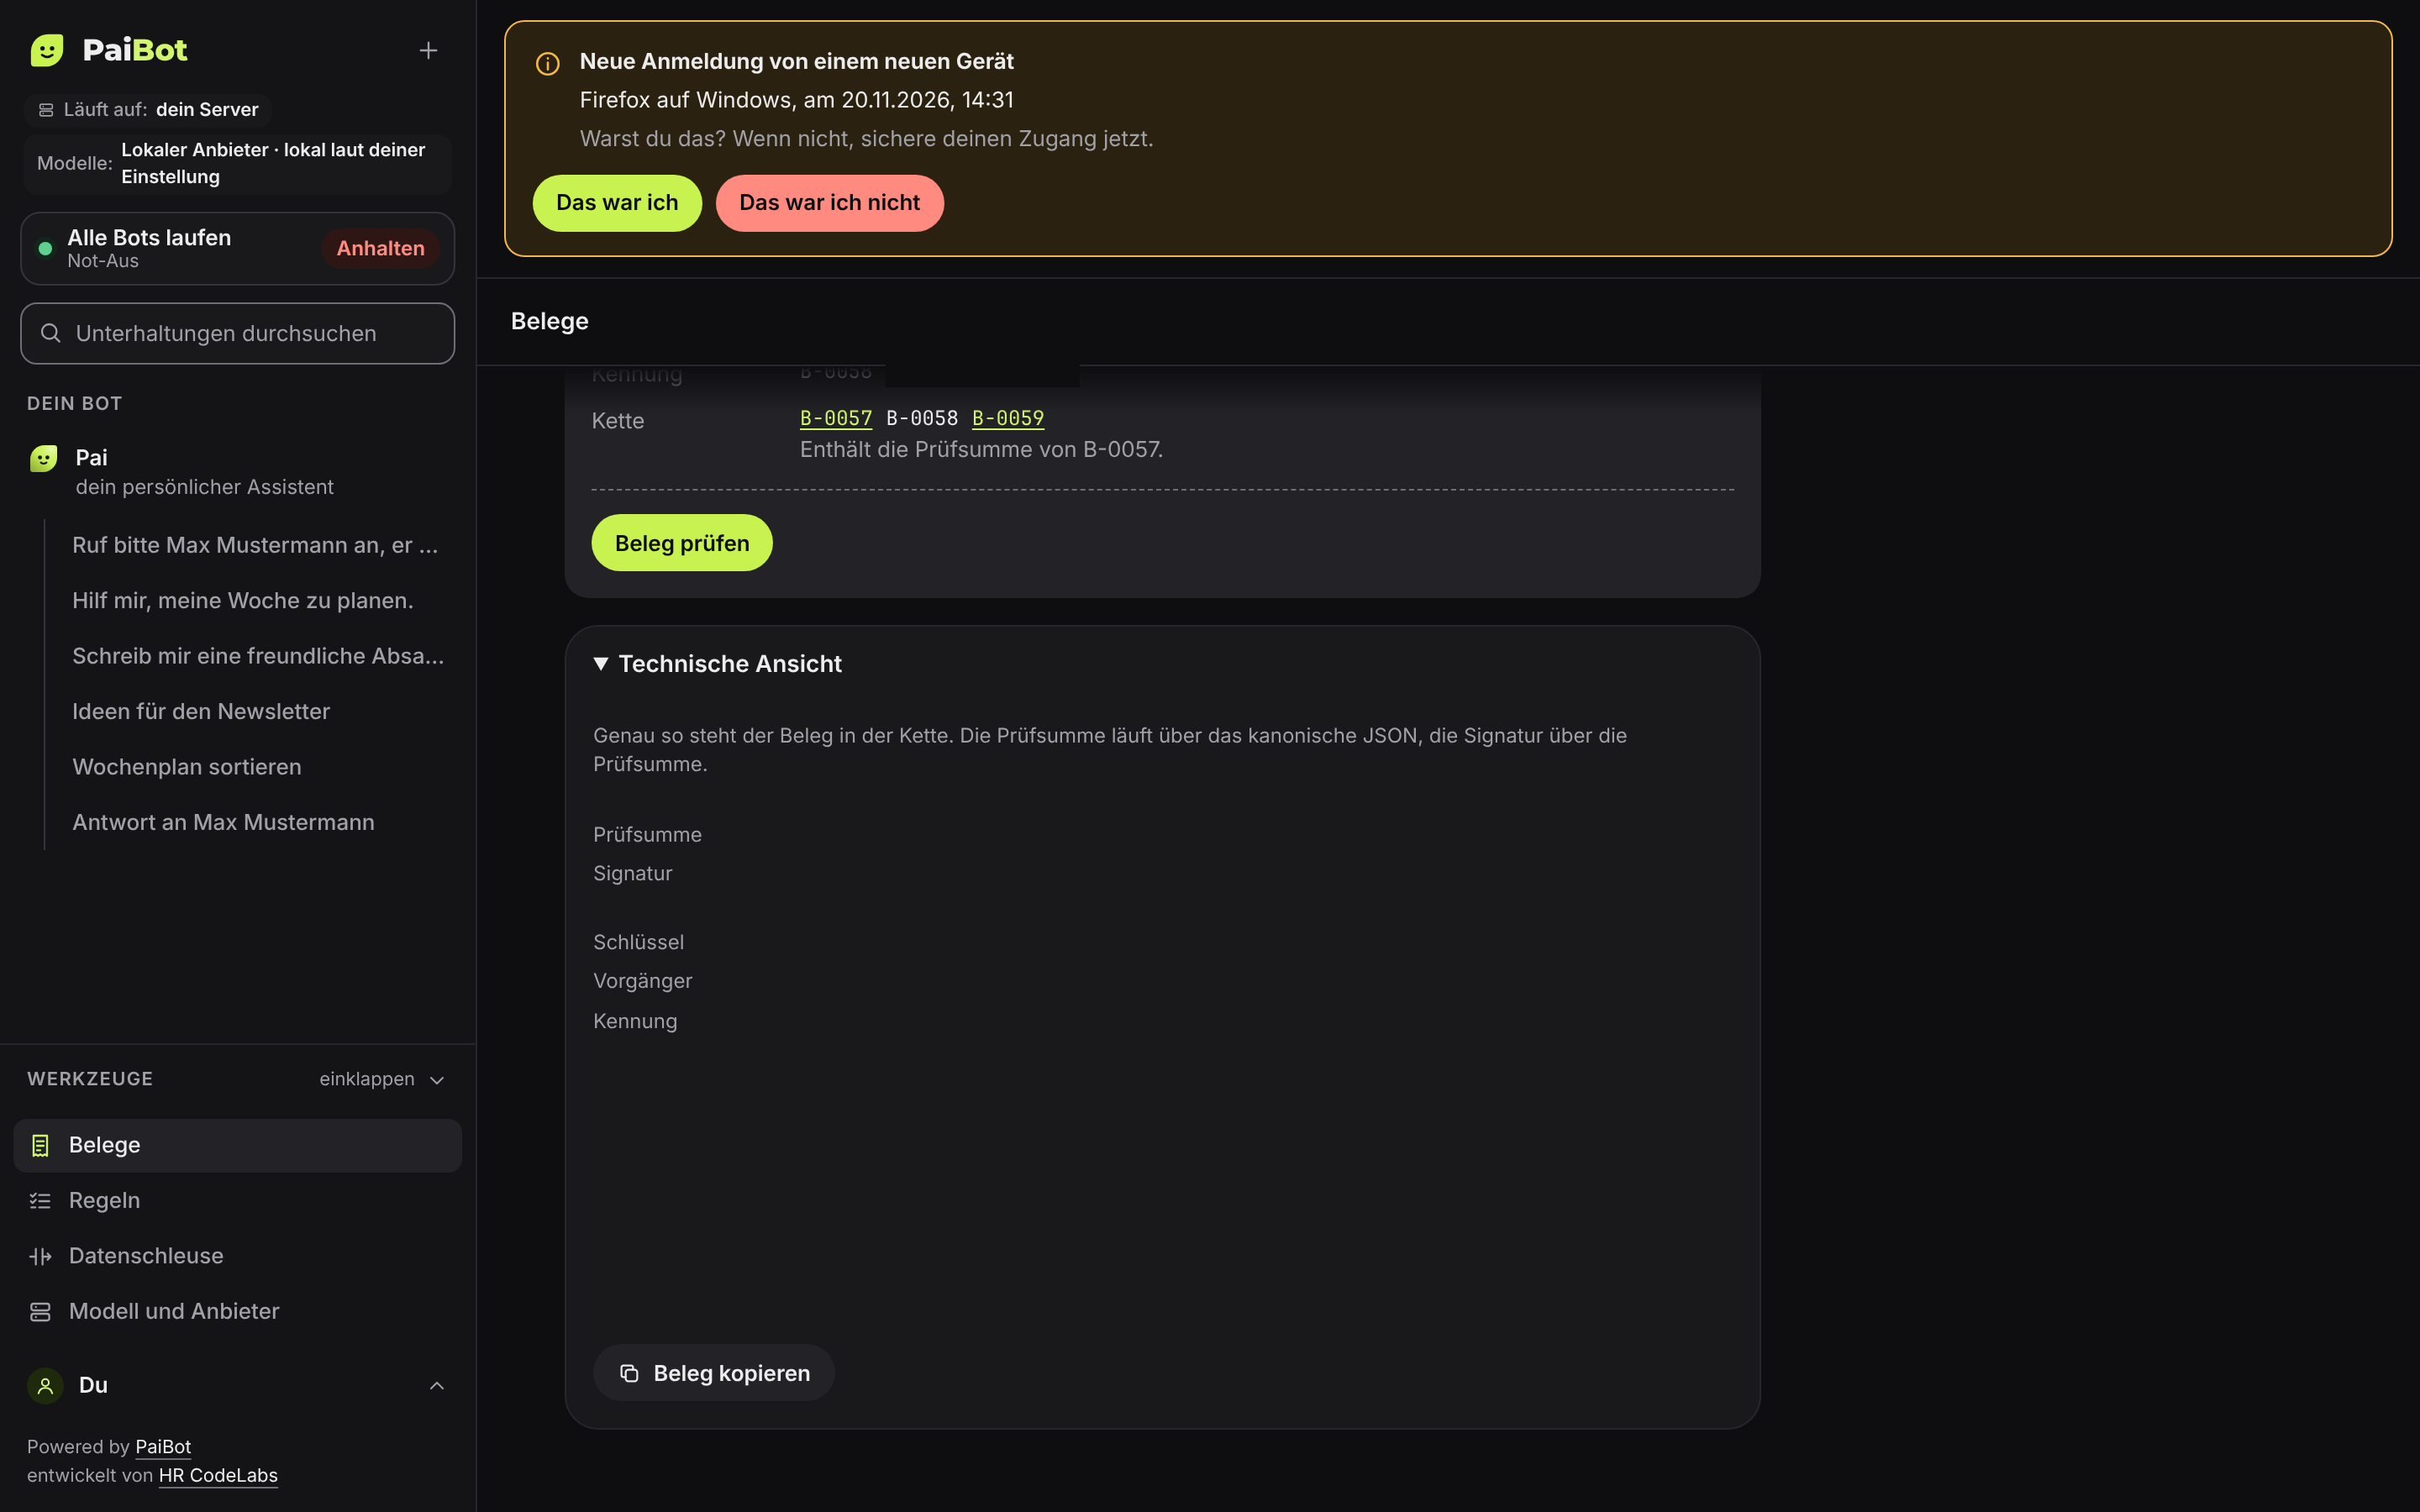 PaiBot
Läuft auf: dein Server
Modelle: Lokaler Anbieter · lokal laut deiner
Einstellung
Alle Bots laufen
Not-Aus
Anhalten
Unterhaltungen durchsuchen
DEIN BOT
Pai
dein persönlicher Assistent
Ruf bitte Max Mustermann an, er ...
Hilf mir, meine Woche zu planen.
Schreib mir eine freundliche Absa...
Ideen für den Newsletter
Wochenplan sortieren
Antwort an Max Mustermann
WERKZEUGE einklappen
Belege
Regeln
Datenschleuse
Modell und Anbieter
Du
Powered by PaiBot
entwickelt von HR CodeLabs
Neue Anmeldung von einem neuen Gerät
Firefox auf Windows, am 20.11.2026, 14:31
Warst du das? Wenn nicht, sichere deinen Zugang jetzt.
Das war ich Das war ich nicht
Belege
Kennung B-0058
Kette B-0057 B-0058 B-0059
Enthält die Prüfsumme von B-0057.
Beleg prüfen
Technische Ansicht
Genau so steht der Beleg in der Kette. Die Prüfsumme läuft über das kanonische JSON, die Signatur über die
Prüfsumme.
Prüfsumme
Signatur
Schlüssel
Vorgänger
Kennung
Beleg kopieren